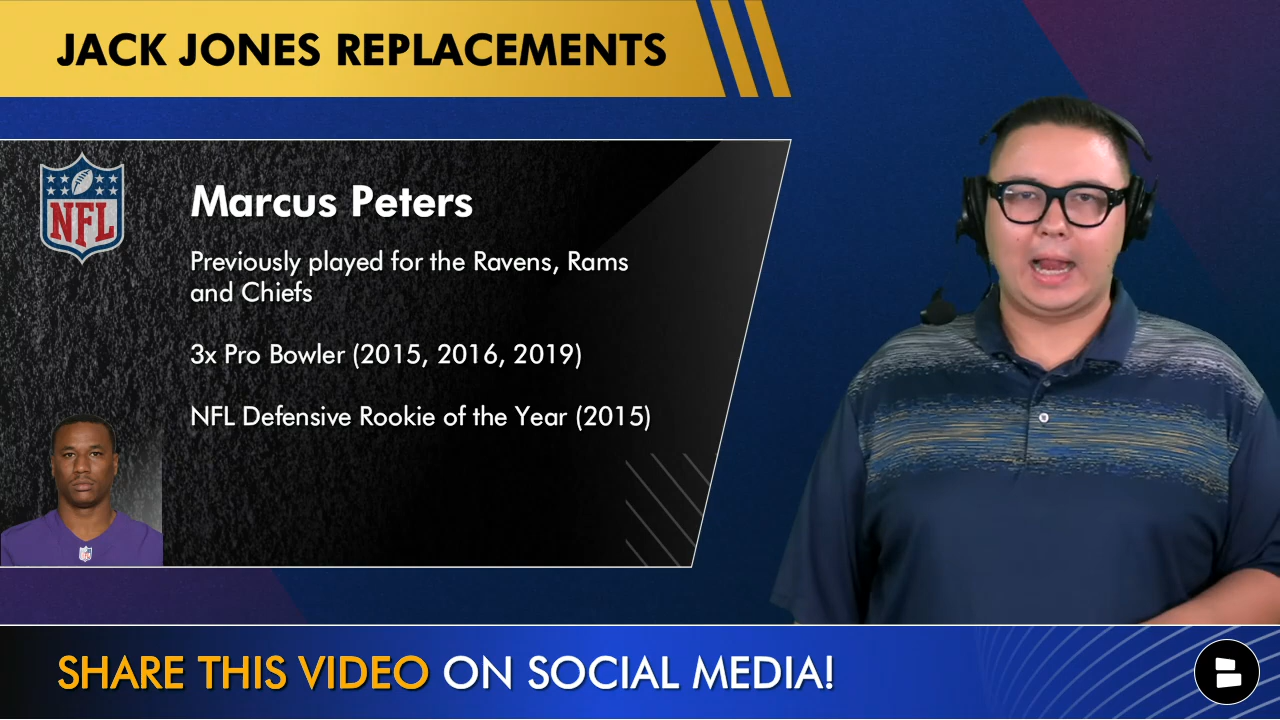 JACK JONES REPLACEMENTS
NFL
Marcus Peters
Previously played for the Ravens, Rams
and Chiefs
3x Pro Bowler (2015, 2016, 2019)
NFL Defensive Rookie of the Year (2015)
SHARE THIS VIDEO ON SOCIAL MEDIA!